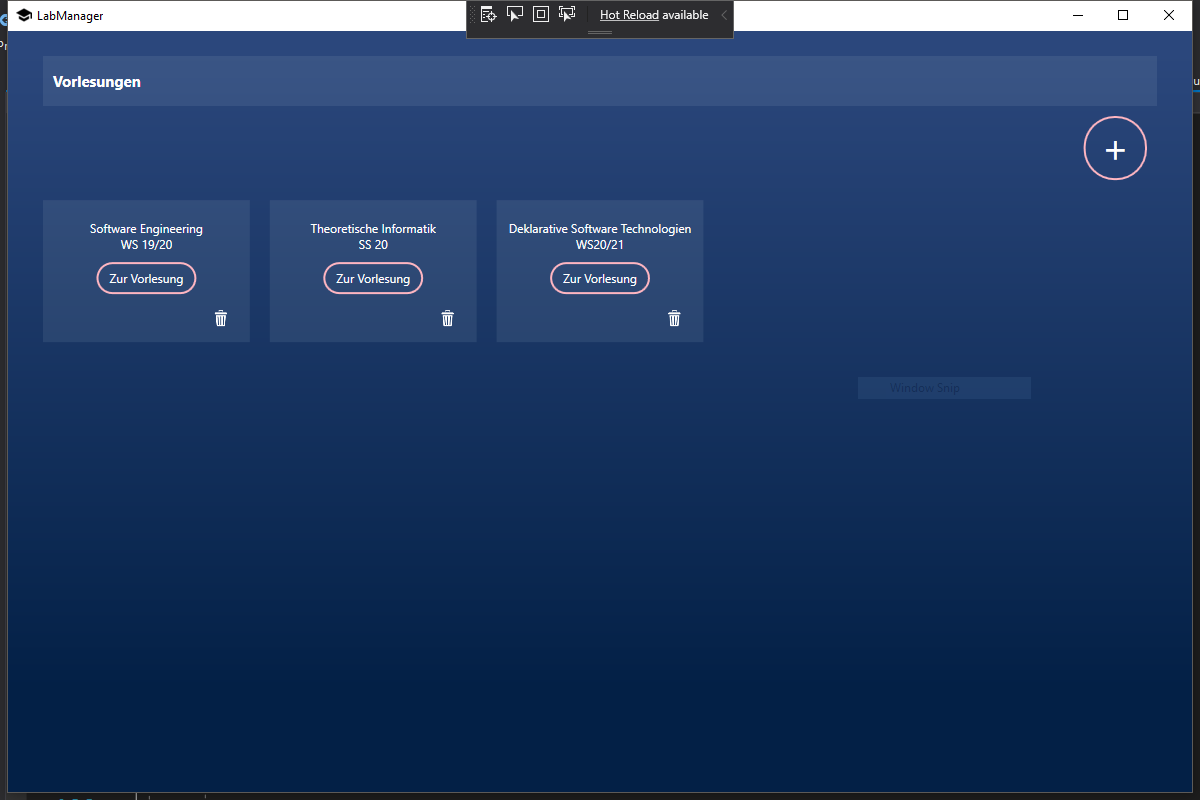 LabManager
Hot Reload available
Vorlesungen
+
Software Engineering
WS 19/20
Zur Vorlesung
Theoretische Informatik
SS 20
Zur Vorlesung
Deklarative Software Technologien
WS20/21
Zur Vorlesung
Window Snip